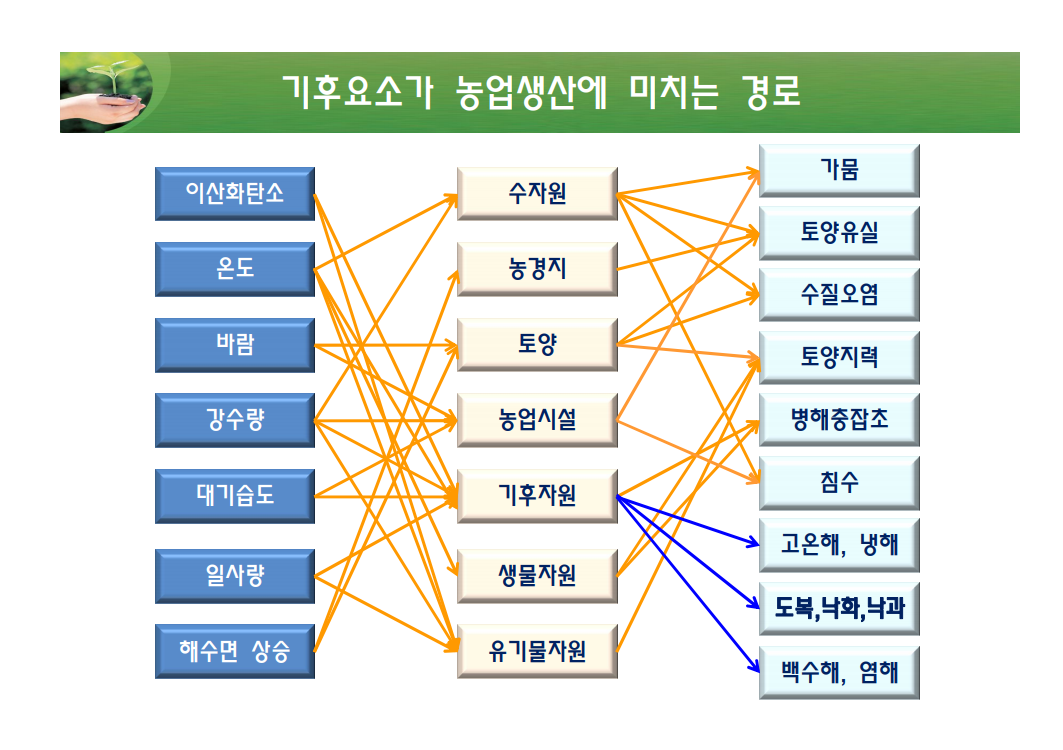 기후요소가 농업생산에 미치는 경로
이산화탄소
온도
바람
강수량
대기습도
일사량
해수면 상승
수자원
농경지
토양
농업시설
기후자원
생물자원
유기물자원
가뭄
토양유실
수질오염
토양지력
병해충잡초
침수
고온해, 냉해
도복,낙화,낙과
백수해, 염해